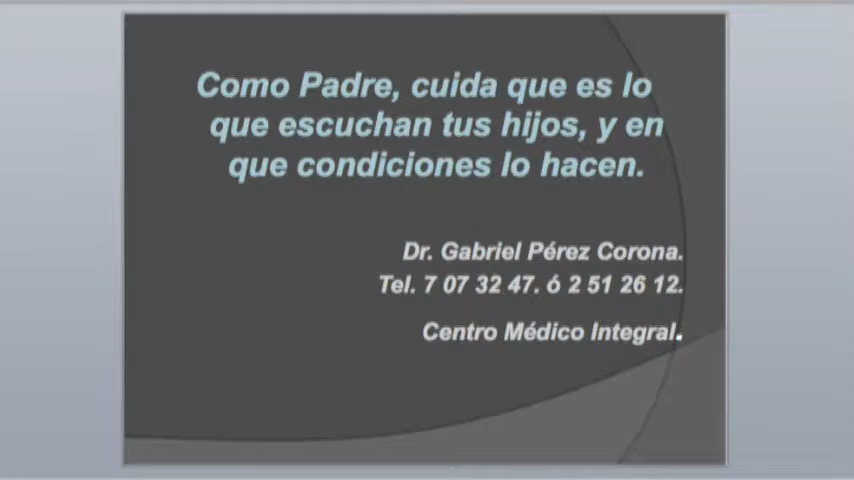 Como Padre, cuida que es lo
que escuchan tus hijos, y en
que condiciones lo hacen.
Dr. Gabriel Pérez Corona.
Tel. 7 07 32 47. ó 2 51 26 12.
Centro Médico Integral.